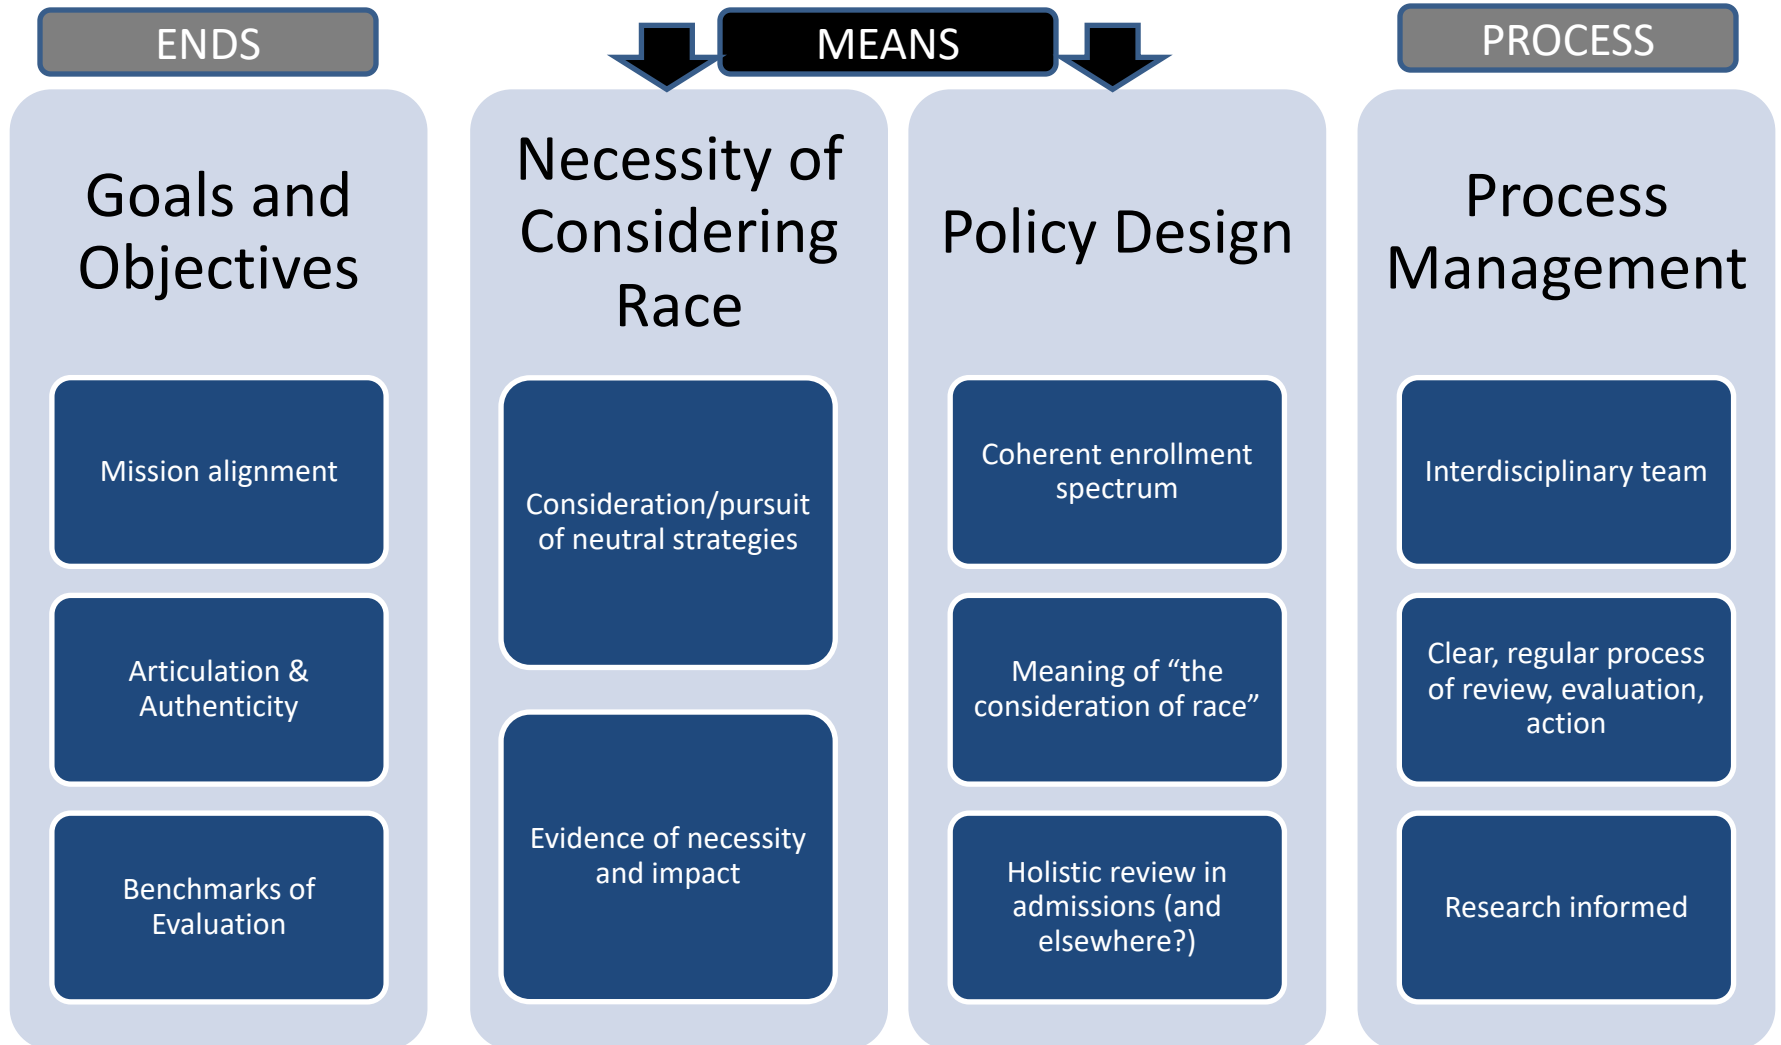 ENDS
MEANS
PROCESS
Goals and
Objectives
Mission alignment
Articulation &
Authenticity
Benchmarks of
Evaluation
Necessity of
Considering
Race
Consideration/pursuit
of neutral strategies
Evidence of necessity
and impact
Policy Design
Coherent enrollment
spectrum
Meaning of “the
consideration of race”
Holistic review in
admissions (and
elsewhere?)
Process
Management
Interdisciplinary team
Clear, regular process
of review, evaluation,
action
Research informed